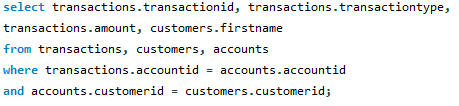 select transactions.transactionid, transactions.transactiontype,
transactions.amount, customers.firstname
from transactions, customers, accounts
where transactions.accountid = accounts.accountid
and accounts.customerid = customers.customerid;